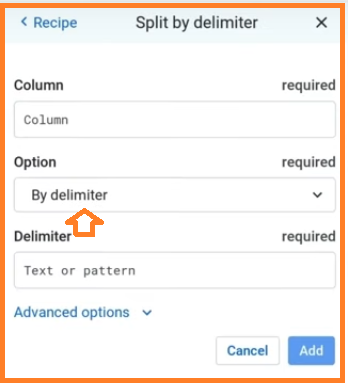 Recipe Split by delimiter
Column required
Column
Option required
By delimiter
Delimiter required
Text or pattern
Advanced options
Cancel Add